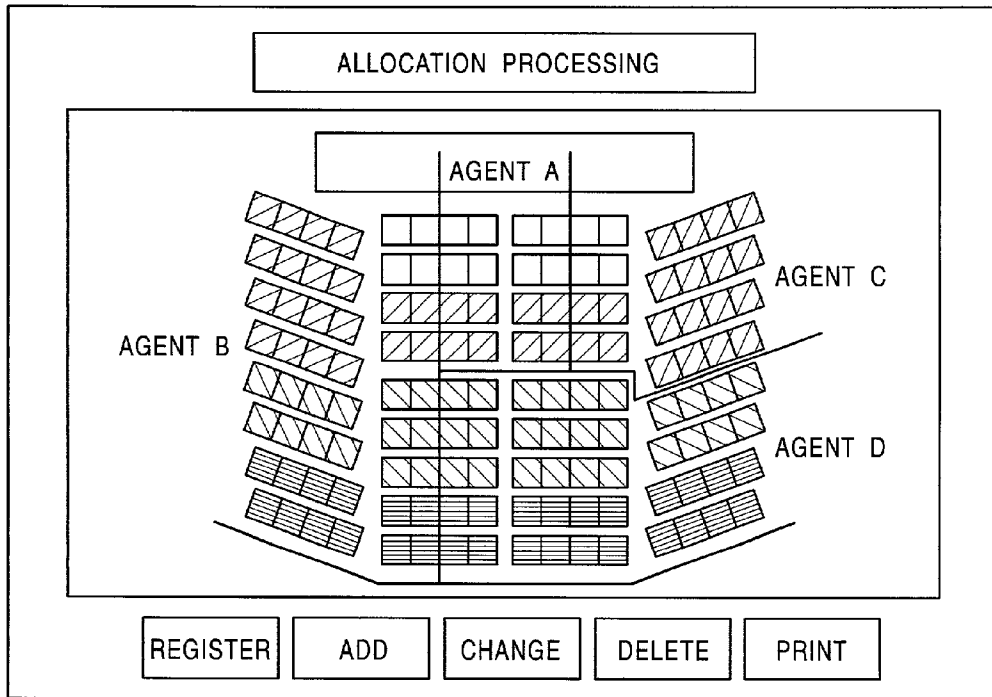 ALLOCATION PROCESSING
AGENT A
AGENT C
AGENT B
AGENT D
REGISTER
ADD
CHANGE
DELETE
PRINT